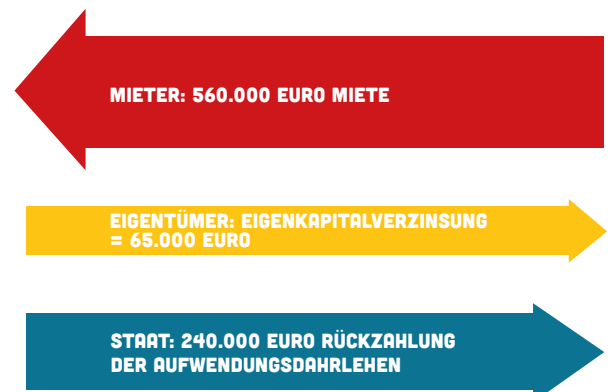 MIETER: 560.000 EURO MIETE
EIGENTÜMER: EIGENKAPITALVERZINSUNG
= 65.000 EURO
STAAT: 240.000 EURO RÜCKZAHLUNG
DER AUFWENDUNGSDAHRLEHEN